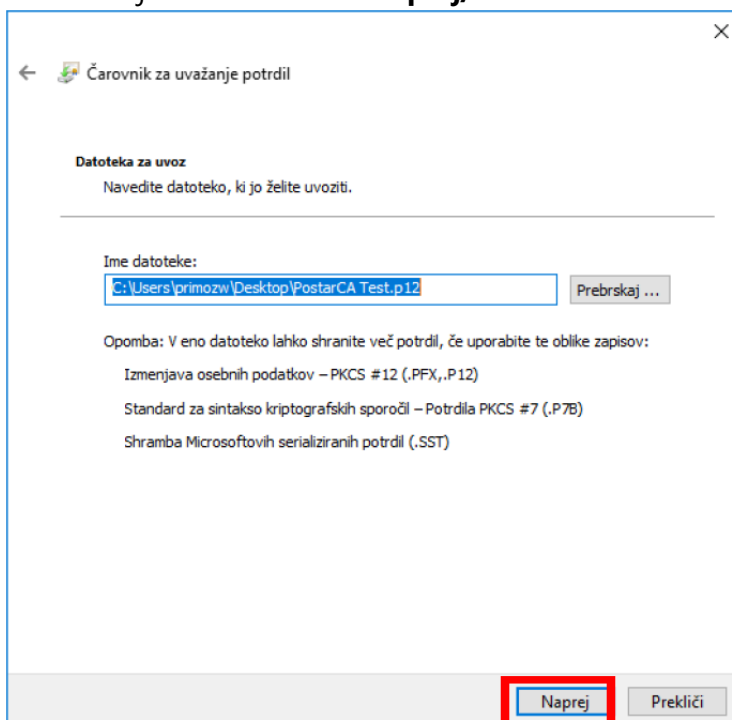 Čarovnik za uvažanje potrdil
Datoteka za uvoz
Navedite datoteko, ki jo želite uvoziti.
Ime datoteke:
C:\Users\primozw\Desktop\PostarCA Test.p12
Prebrskaj ...
Opomba: V eno datoteko lahko shranite več potrdil, če uporabite te oblike zapisov:
Izmenjava osebnih podatkov – PKCS #12 (.PFX,.P12)
Standard za sintakso kriptografskih sporočil – Potrdila PKCS #7 (.P7B)
Shramba Microsoftovih serializiranih potrdil (.SST)
Naprej
Prekliči